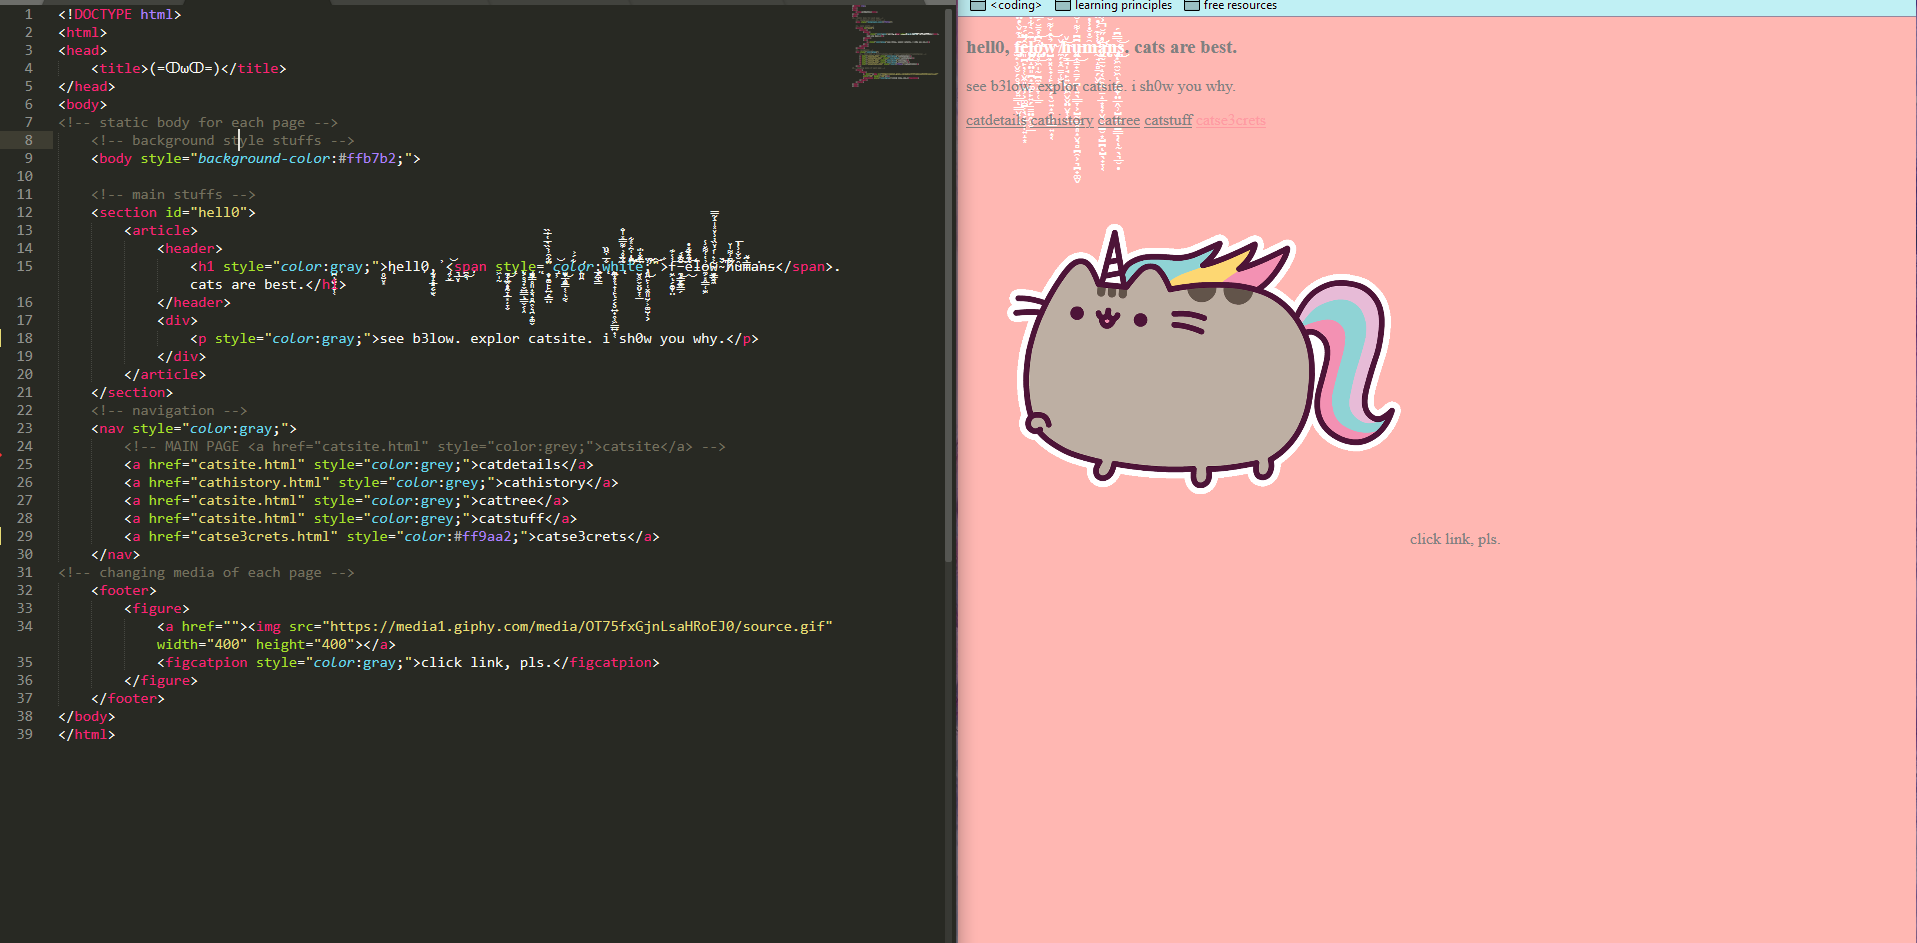 1 <!DOCTYPE html>
2 <html>
3 <head>
4 <title>(=ↀωↀ=)</title>
5 </head>
6 <body>
7 <!-- static body for each page -->
8 <!-- background style stuffs -->
9 <body style="background-color:#ffb7b2;">
10
11 <!-- main stuffs -->
12 <section id="hell0">
13 <article>
14 <header>
15 <h1 style="color:gray;">hell0, <span style="color:white;">felow humans</span>.
cats are best.</h1>
16 </header>
17 <div>
18 <p style="color:gray;">see b3low. explor catsite. i sh0w you why.</p>
19 </div>
20 </article>
21 </section>
22 <!-- navigation -->
23 <nav style="color:gray;">
24 <!-- MAIN PAGE <a href="catsite.html" style="color:grey;">catsite</a> -->
25 <a href="catsite.html" style="color:grey;">catdetails</a>
26 <a href="cathistory.html" style="color:grey;">cathistory</a>
27 <a href="catsite.html" style="color:grey;">cattree</a>
28 <a href="catsite.html" style="color:grey;">catstuff</a>
29 <a href="catse3crets.html" style="color:#ff9aa2;">catse3crets</a>
30 </nav>
31 <!-- changing media of each page -->
32 <footer>
33 <figure>
34 <a href=""><img src="https://media1.giphy.com/media/OT75fxGjnLsaHRoEJ0/source.gif"
width="400" height="400"></a>
35 <figcatpion style="color:gray;">click link, pls.</figcatpion>
36 </figure>
37 </footer>
38 </body>
39 </html>
<coding> learning principles free resources
hell0, felow humans. cats are best.
see b3low. explor catsite. i sh0w you why.
catdetails cathistory cattree catstuff catse3crets
click link, pls.